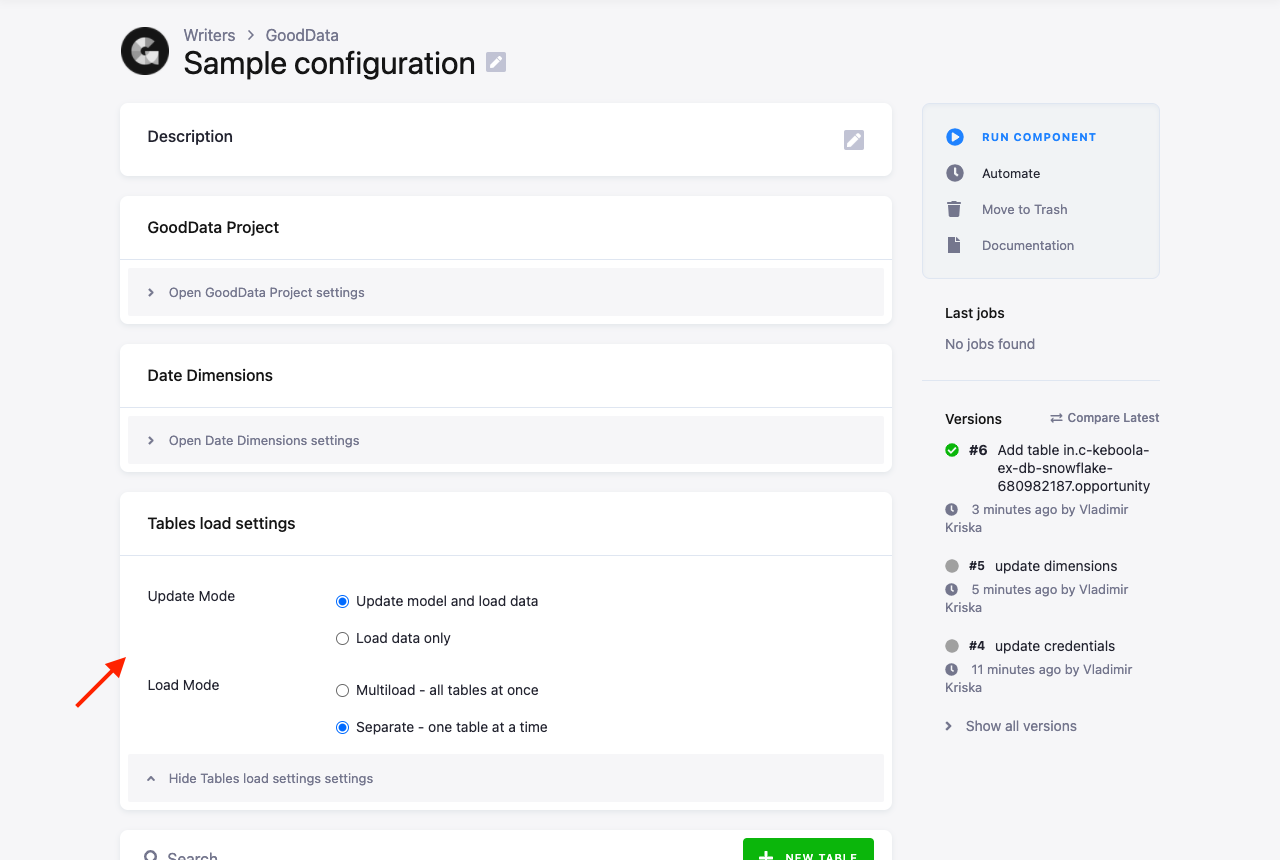 Writers > GoodData
Sample configuration
Description
GoodData Project
Open GoodData Project settings
Date Dimensions
Open Date Dimensions settings
Tables load settings
Update Mode
Update model and load data
Load data only
Load Mode
Multiload - all tables at once
Separate - one table at a time
Hide Tables load settings settings
Search
NEW TABLE
RUN COMPONENT
Automate
Move to Trash
Documentation
Last jobs
No jobs found
Versions Compare Latest
#6 Add table in.c-keboola-
ex-db-snowflake-
680982187.opportunity
3 minutes ago by Vladimir
Kriska
#5 update dimensions
5 minutes ago by Vladimir
Kriska
#4 update credentials
11 minutes ago by Vladimir
Kriska
Show all versions